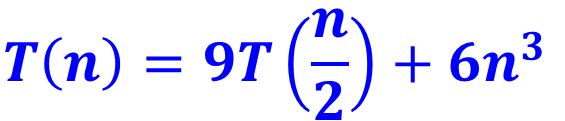 T(n) = 9T(n/2) + 6n³